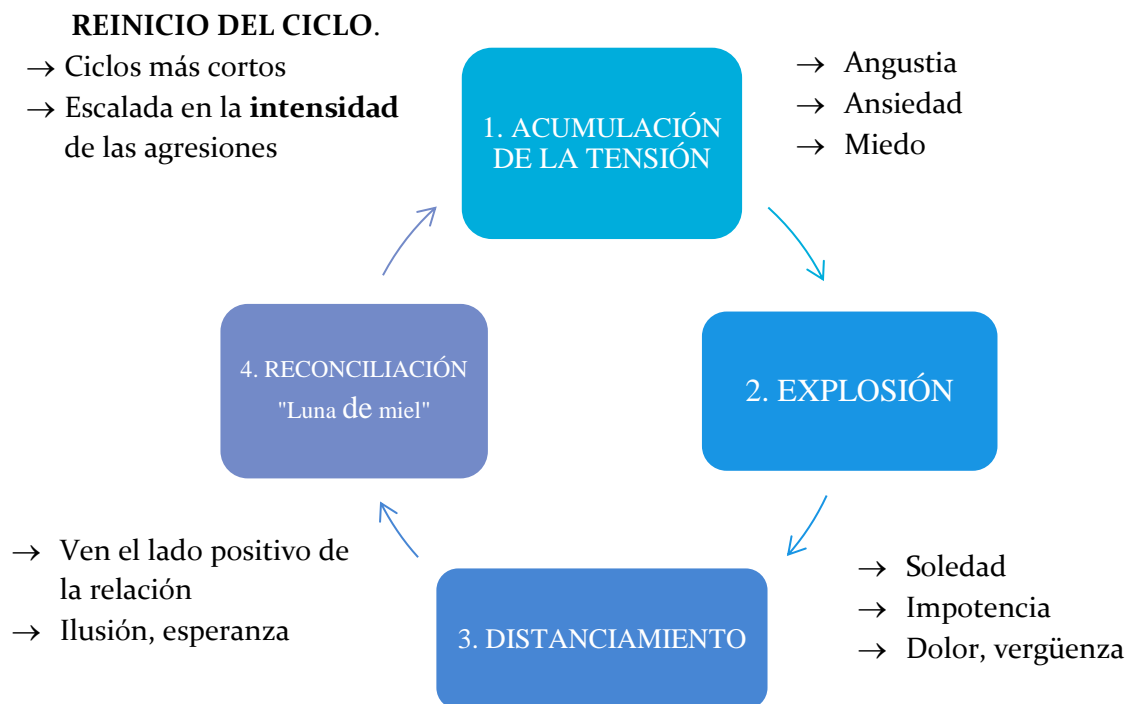 REINICIO DEL CICLO.
→ Ciclos más cortos
→ Escalada en la intensidad
de las agresiones
1. ACUMULACIÓN
DE LA TENSIÓN
→ Angustia
→ Ansiedad
→ Miedo
2. EXPLOSIÓN
→ Soledad
→ Impotencia
→ Dolor, vergüenza
3. DISTANCIAMIENTO
4. RECONCILIACIÓN
"Luna de miel"
→ Ven el lado positivo de
la relación
→ Ilusión, esperanza